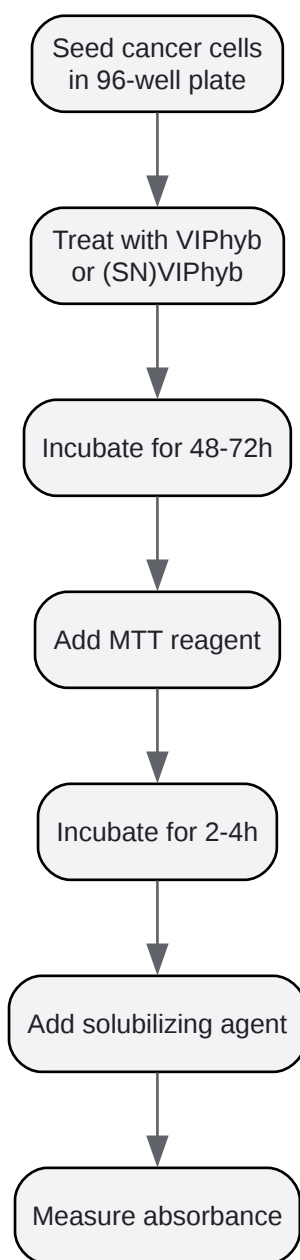 Seed cancer cells
in 96-well plate
Treat with VIPhyb
or (SN)VIPhyb
Incubate for 48-72h
Add MTT reagent
Incubate for 2-4h
Add solubilizing agent
Measure absorbance